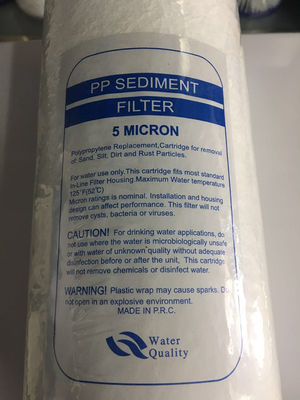 PP SEDIMENT
FILTER
5 MICRON
Polypropylene Replacement,Cartridge for removal
of: Sand, Silt, Dirt and Rust Particles.
For water use only.This cartridge fits most standard
In-Line Filter Housing.Maximum Water temperature
125°F(52℃)
Micron ratings is nominal. Installation and housing
design can affect performance. This filter will not
remove cysts, bacteria or viruses.
CAUTION! For drinking water applications, do
not use where the water is microbiologically unsafe
or with water of unknown quality without adequate
disinfection before or after the unit, This cartridge
will not remove chemicals or disinfect water.
WARNING! Plastic wrap may cause sparks. Do
not open in an explosive environment.
MADE IN P.R.C.
Water
Quality